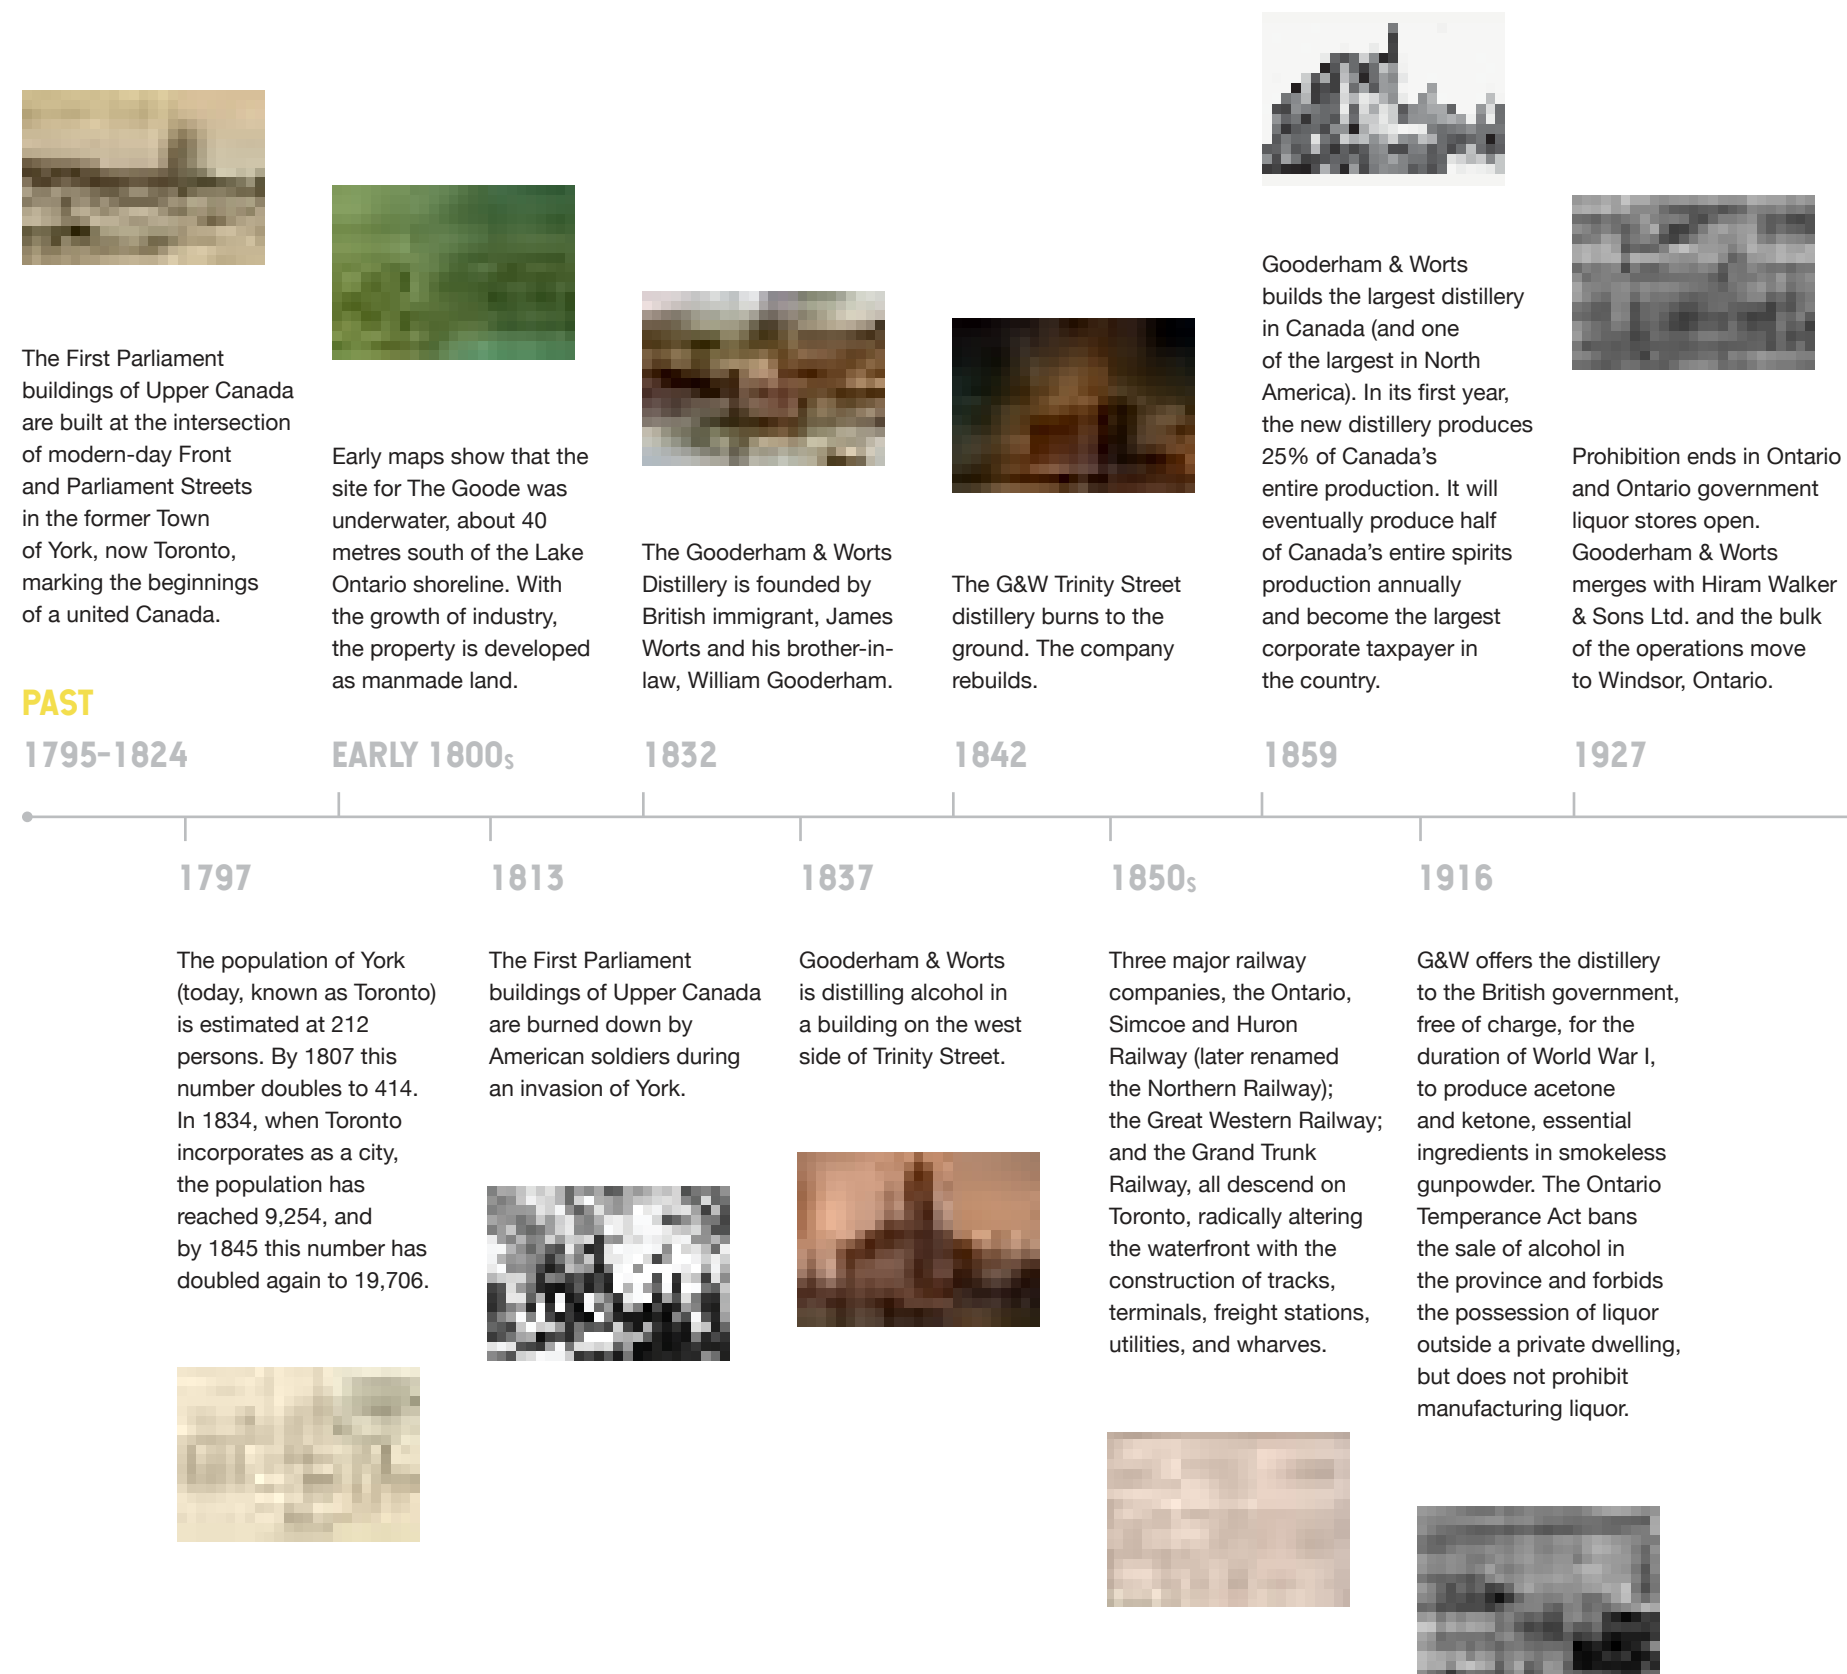 The First Parliament
buildings of Upper Canada
are built at the intersection
of modern-day Front
and Parliament Streets
in the former Town
of York, now Toronto,
marking the beginnings
of a united Canada.
PAST
1795–1824
Early maps show that the
site for The Goode was
underwater, about 40
metres south of the Lake
Ontario shoreline. With
the growth of industry,
the property is developed
as manmade land.
EARLY 1800s
The Gooderham & Worts
Distillery is founded by
British immigrant, James
Worts and his brother-in-
law, William Gooderham.
1832
The G&W Trinity Street
distillery burns to the
ground. The company
rebuilds.
1842
Gooderham & Worts
builds the largest distillery
in Canada (and one
of the largest in North
America). In its first year,
the new distillery produces
25% of Canada’s
entire production. It will
eventually produce half
of Canada’s entire spirits
production annually
and become the largest
corporate taxpayer in
the country.
1859
Prohibition ends in Ontario
and Ontario government
liquor stores open.
Gooderham & Worts
merges with Hiram Walker
& Sons Ltd. and the bulk
of the operations move
to Windsor, Ontario.
1927
1797
The population of York
(today, known as Toronto)
is estimated at 212
persons. By 1807 this
number doubles to 414.
In 1834, when Toronto
incorporates as a city,
the population has
reached 9,254, and
by 1845 this number has
doubled again to 19,706.
1813
The First Parliament
buildings of Upper Canada
are burned down by
American soldiers during
an invasion of York.
1837
Gooderham & Worts
is distilling alcohol in
a building on the west
side of Trinity Street.
1850s
Three major railway
companies, the Ontario,
Simcoe and Huron
Railway (later renamed
the Northern Railway);
the Great Western Railway;
and the Grand Trunk
Railway, all descend on
Toronto, radically altering
the waterfront with the
construction of tracks,
terminals, freight stations,
utilities, and wharves.
1916
G&W offers the distillery
to the British government,
free of charge, for the
duration of World War I,
to produce acetone
and ketone, essential
ingredients in smokeless
gunpowder. The Ontario
Temperance Act bans
the sale of alcohol in
the province and forbids
the possession of liquor
outside a private dwelling,
but does not prohibit
manufacturing liquor.